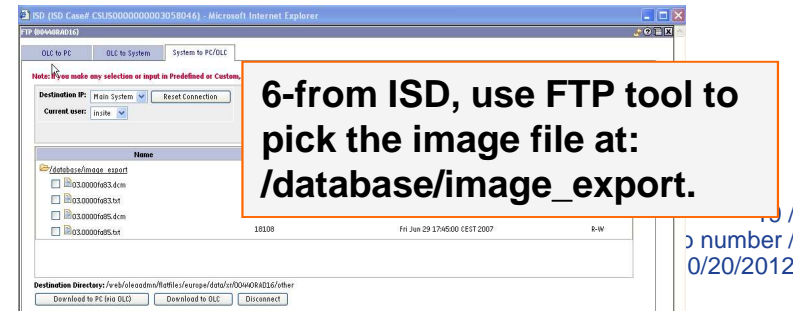 ISD (ISD Case# CSUIS0000000003058046) - Microsoft Internet Explorer
FTP (00440RAD16)
OLC to PC OLC to System System to PC/OLC
Note: If you make any selection or input in Predefined or Custom,
Destination IP: Main System Reset Connection
Current user: insite
6-from ISD, use FTP tool to
pick the image file at:
/database/image_export.
Name
/database/image_export
03.0000fa83.dcm
03.0000fa83.txt
03.0000fa85.dcm
03.0000fa85.txt 18108 Fri Jun 29 17:45:00 CEST 2007 R-W
number /
0/20/2012
Destination Directory: /web/oleaadmn/flatfiles/europe/data/xr/00440RAD16/other
Download to PC (via OLC) Download to OLC Disconnect